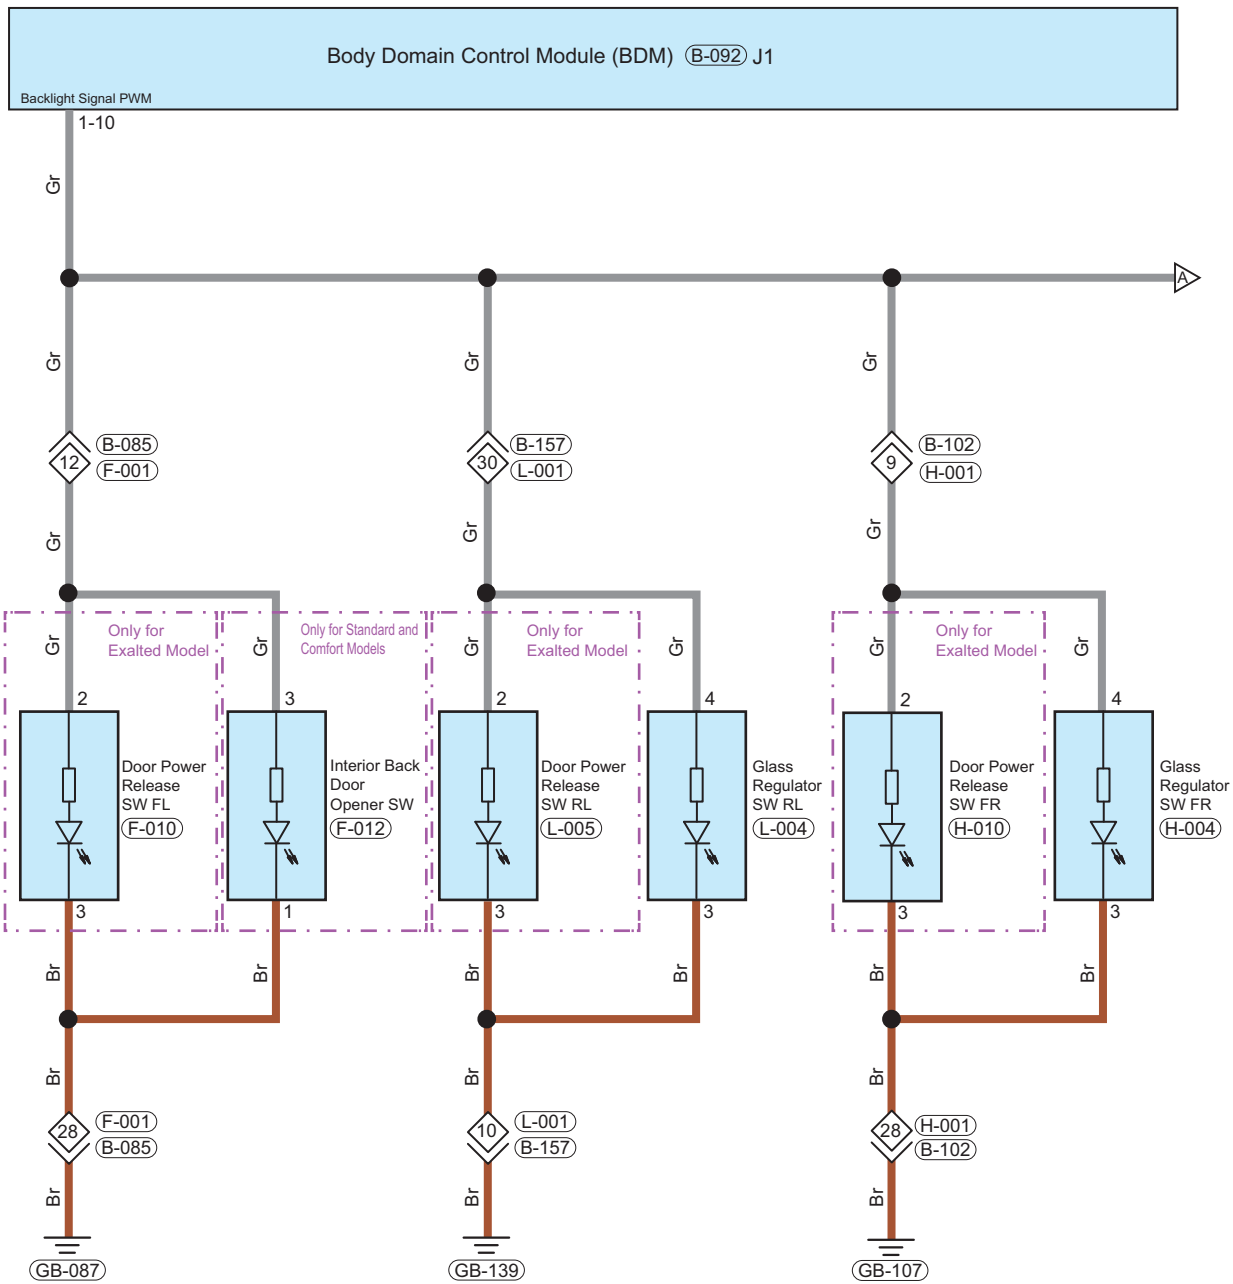 Body Domain Control Module (BDM) B-092 J1
Backlight Signal PWM
1-10
Gr
A
Gr
Gr
Gr
12
B-085
F-001
30
B-157
L-001
9
B-102
H-001
Gr
Gr
Gr
Only for
Exalted Model
Only for Standard and
Comfort Models
Only for
Exalted Model
Only for
Exalted Model
Gr
Gr
Gr
Gr
Gr
Gr
2
3
2
4
2
4
Door Power
Release
SW FL
F-010
Interior Back
Door
Opener SW
F-012
Door Power
Release
SW RL
L-005
Glass
Regulator
SW RL
L-004
Door Power
Release
SW FR
H-010
Glass
Regulator
SW FR
H-004
3
1
3
3
3
3
Br
Br
Br
Br
Br
Br
Br
Br
Br
28
F-001
B-085
10
L-001
B-157
28
H-001
B-102
Br
Br
Br
GB-087
GB-139
GB-107